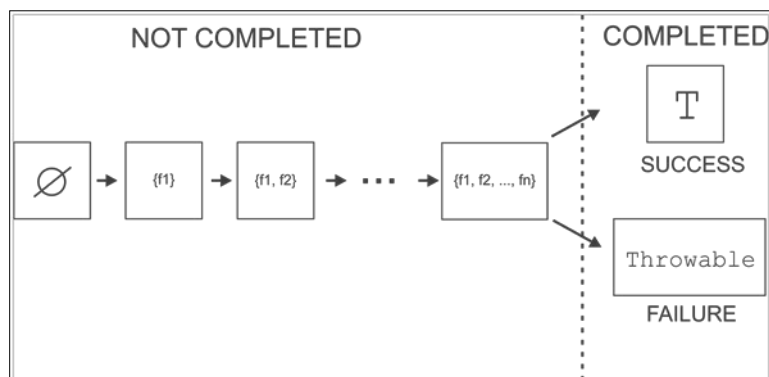 NOT COMPLETED
COMPLETED
T
SUCCESS
∅
{f1}
{f1, f2}
...
{f1, f2, ..., fn}
Throwable
FAILURE